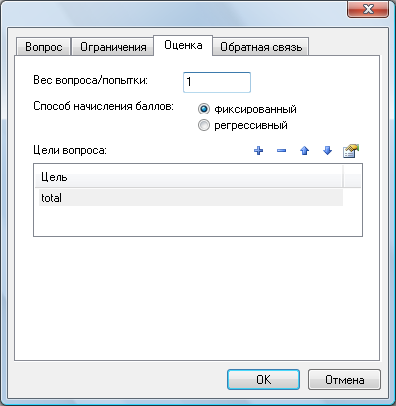 Вопрос Ограничения Оценка Обратная связь
Вес вопроса/попытки: 1
Способ начисления баллов: фиксированный
регрессивный
Цели вопроса:
Цель
total
OK Отмена